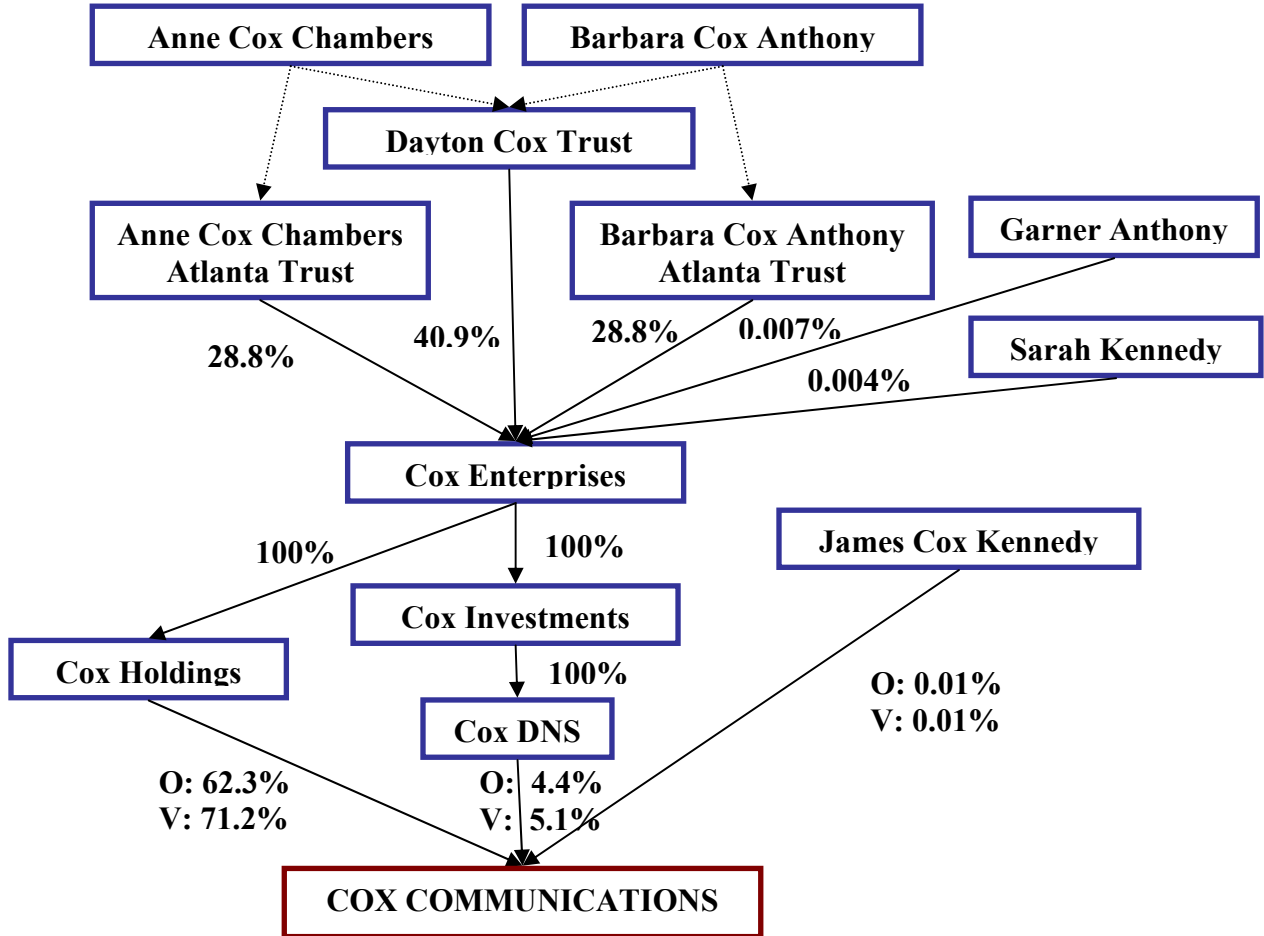 Anne Cox Chambers
Barbara Cox Anthony
Dayton Cox Trust
Anne Cox Chambers
Atlanta Trust
Barbara Cox Anthony
Atlanta Trust
Garner Anthony
28.8%
40.9%
28.8%
0.007%
Sarah Kennedy
0.004%
Cox Enterprises
100%
100%
James Cox Kennedy
Cox Investments
Cox Holdings
100%
O: 0.01%
V: 0.01%
Cox DNS
O: 62.3%
V: 71.2%
O: 4.4%
V: 5.1%
COX COMMUNICATIONS